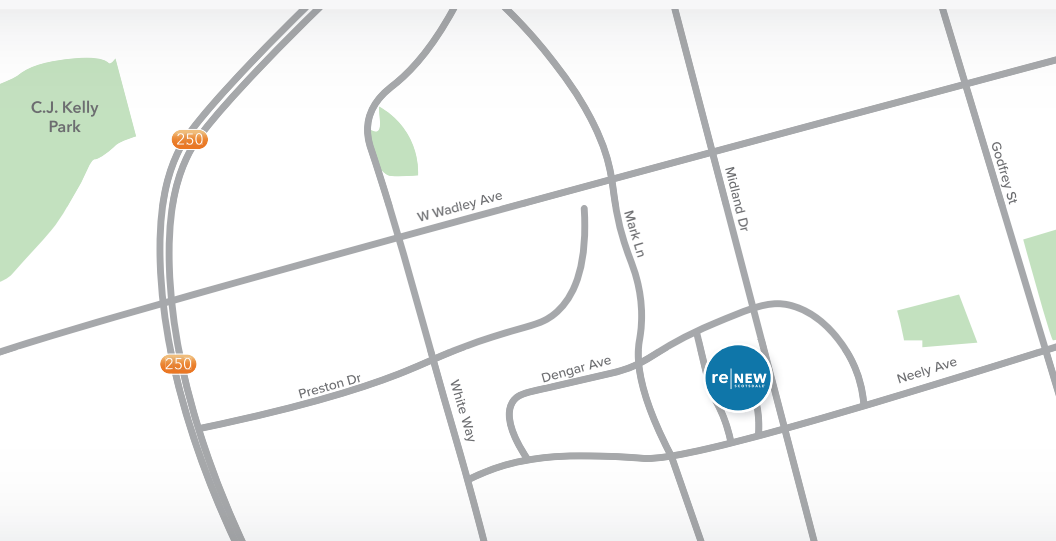 C.J. Kelly
Park
250
Godfrey St
Midland Dr
W Wadley Ave
Mark Ln
250
Dengar Ave
Neely Ave
Preston Dr
re|NEW
SCOTTSDALE
White Way